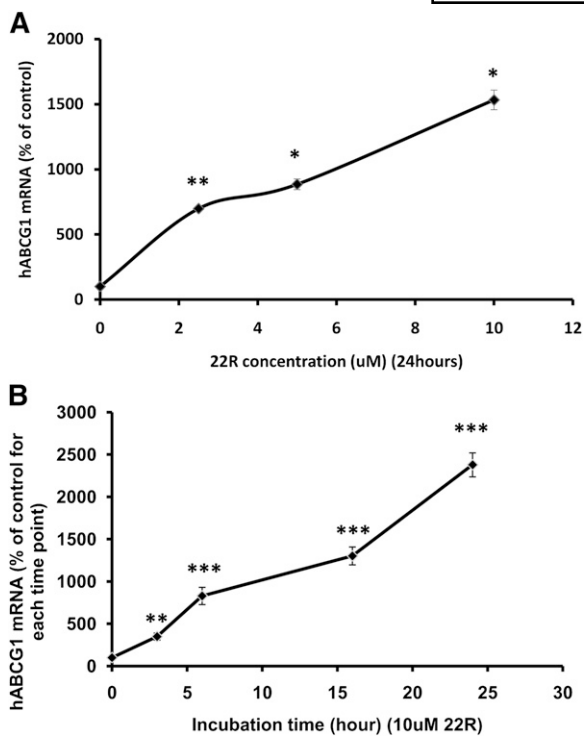 A
hABCG1 mRNA (% of control)
2000
1500
1000
500
0
**
*
*
0 2 4 6 8 10 12
22R concentration (uM) (24hours)
B
hABCG1 mRNA (% of control for
each time point)
3000
2500
2000
1500
1000
500
0
**
***
***
***
0 5 10 15 20 25 30
Incubation time (hour) (10uM 22R)